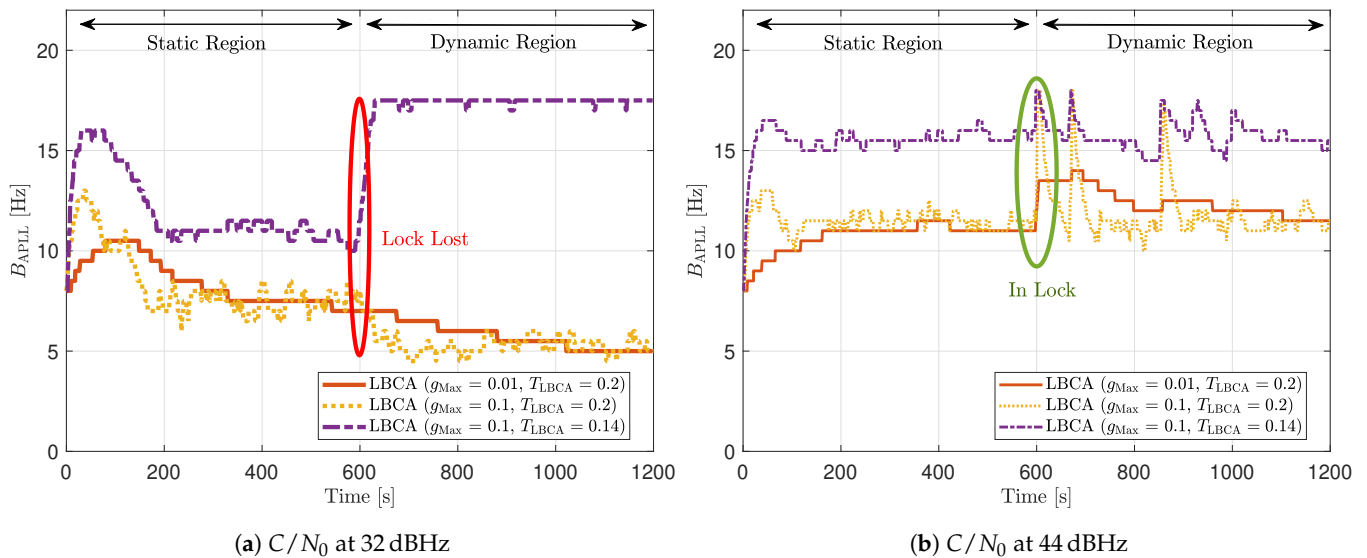 Static Region
Dynamic Region
20
15
10
5
0
B_APLL [Hz]
Lock Lost
LBCA (g_Max = 0.01, T_LBCA = 0.2)
LBCA (g_Max = 0.1, T_LBCA = 0.2)
LBCA (g_Max = 0.1, T_LBCA = 0.14)
0 200 400 600 800 1000 1200
Time [s]
(a) C/N_0 at 32 dBHz
Static Region
Dynamic Region
20
15
10
5
0
B_APLL [Hz]
In Lock
LBCA (g_Max = 0.01, T_LBCA = 0.2)
LBCA (g_Max = 0.1, T_LBCA = 0.2)
LBCA (g_Max = 0.1, T_LBCA = 0.14)
0 200 400 600 800 1000 1200
Time [s]
(b) C/N_0 at 44 dBHz